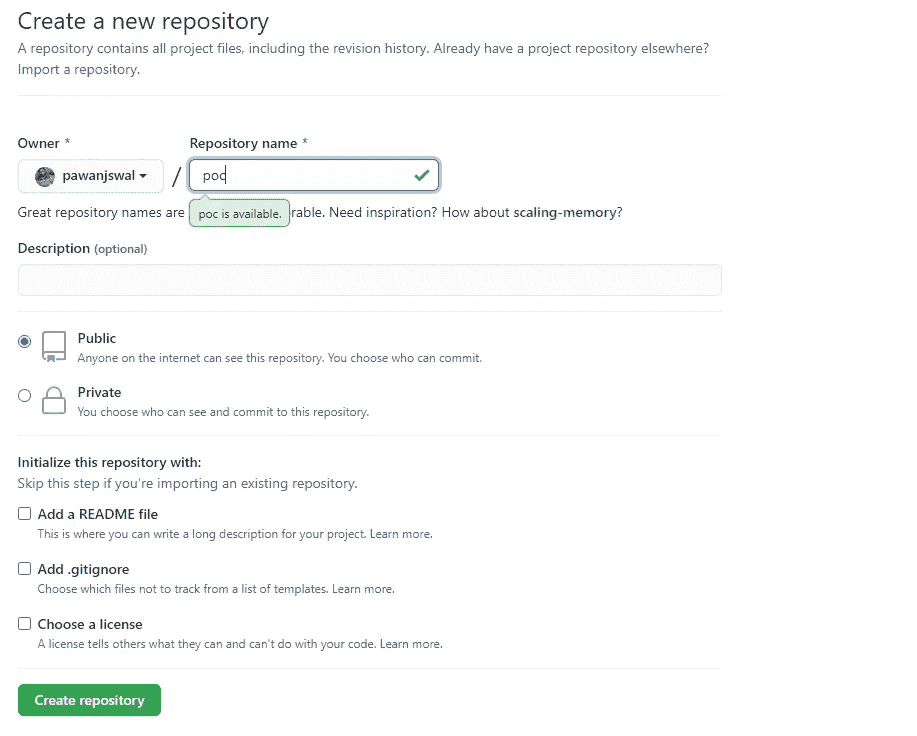 Create a new repository
A repository contains all project files, including the revision history. Already have a project repository elsewhere?
Import a repository.
Owner *
Repository name *
pawanjswal
/
poc
Great repository names are rable. Need inspiration? How about scaling-memory?
poc is available.
Description (optional)
Public
Anyone on the internet can see this repository. You choose who can commit.
Private
You choose who can see and commit to this repository.
Initialize this repository with:
Skip this step if you're importing an existing repository.
Add a README file
This is where you can write a long description for your project. Learn more.
Add .gitignore
Choose which files not to track from a list of templates. Learn more.
Choose a license
A license tells others what they can and can't do with your code. Learn more.
Create repository